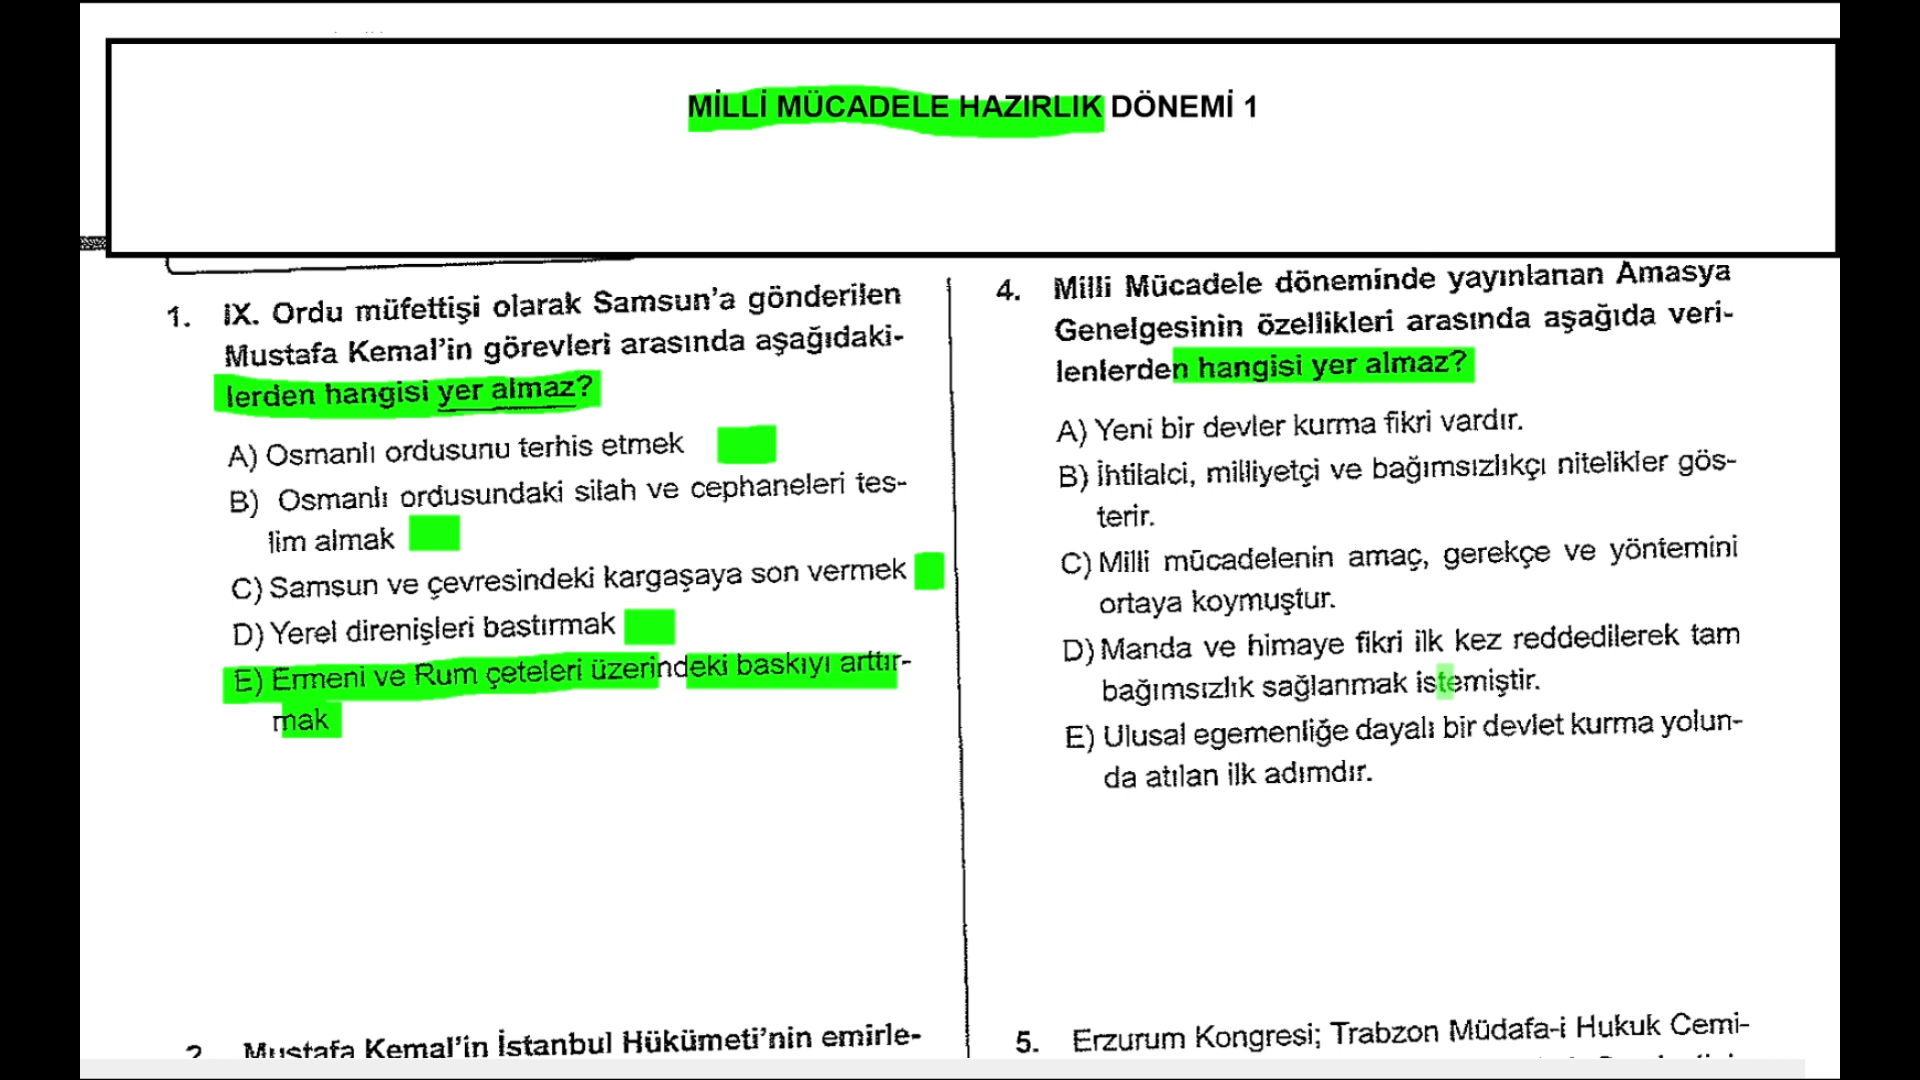 MİLLİ MÜCADELE HAZIRLIK DÖNEMİ 1
1. IX. Ordu müfettişi olarak Samsun'a gönderilen
Mustafa Kemal'in görevleri arasında aşağıdaki-
lerden hangisi yer almaz?
A) Osmanlı ordusunu terhis etmek
B) Osmanlı ordusundaki silah ve cephaneleri tes-
lim almak
C) Samsun ve çevresindeki kargaşaya son vermek
D) Yerel direnişleri bastırmak
E) Ermeni ve Rum çeteleri üzerindeki baskıyı arttır-
mak
2 Mustafa Kemal'in İstanbul Hükümeti'nin emirle-
4. Milli Mücadele döneminde yayınlanan Amasya
Genelgesinin özellikleri arasında aşağıda veri-
lenlerden hangisi yer almaz?
A) Yeni bir devler kurma fikri vardır.
B) İhtilalci, milliyetçi ve bağımsızlıkçı nitelikler gös-
terir.
C) Milli mücadelenin amaç, gerekçe ve yöntemini
ortaya koymuştur.
D) Manda ve himaye fikri ilk kez reddedilerek tam
bağımsızlık sağlanmak istemiştir.
E) Ulusal egemenliğe dayalı bir devlet kurma yolun-
da atılan ilk adımdır.
5. Erzurum Kongresi; Trabzon Müdafa-i Hukuk Cemi-